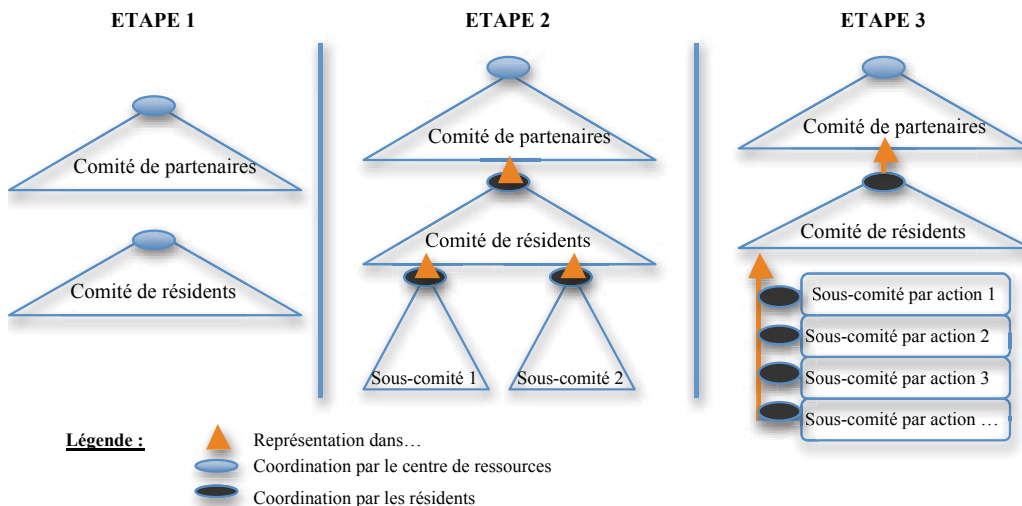 ETAPE 1
Comité de partenaires
Comité de résidents
ETAPE 2
Comité de partenaires
Comité de résidents
Sous-comité 1
Sous-comité 2
ETAPE 3
Comité de partenaires
Comité de résidents
Sous-comité par action 1
Sous-comité par action 2
Sous-comité par action 3
Sous-comité par action …
Légende :
Représentation dans…
Coordination par le centre de ressources
Coordination par les résidents